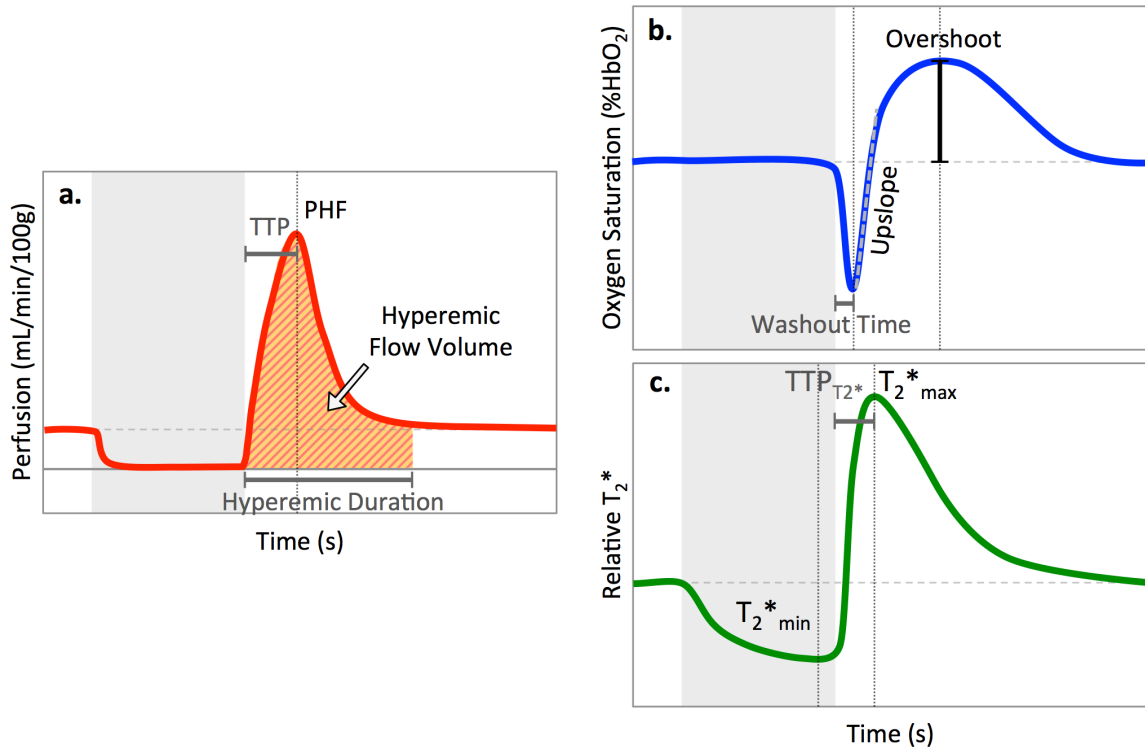 a.
PHF
TTP
Hyperemic
Flow Volume
Hyperemic Duration
Perfusion (mL/min/100g)
Time (s)
b.
Overshoot
Upslope
Washout Time
Oxygen Saturation (%HbO₂)
c.
TTP_T2*
T₂*max
T₂*min
Relative T₂*
Time (s)